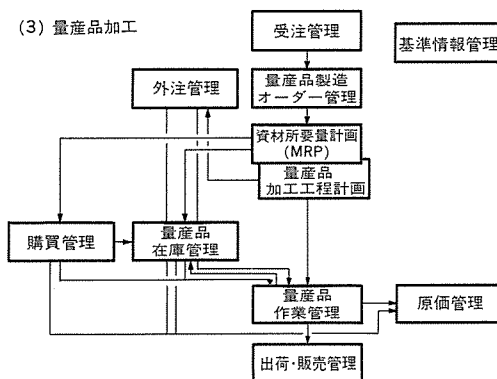 (3) 量産品加工
受注管理
基準情報管理
外注管理
量産品製造
オーダー管理
資材所要量計画
(MRP)
量産品
加工工程計画
購買管理
量産品
在庫管理
量産品
作業管理
原価管理
出荷・販売管理